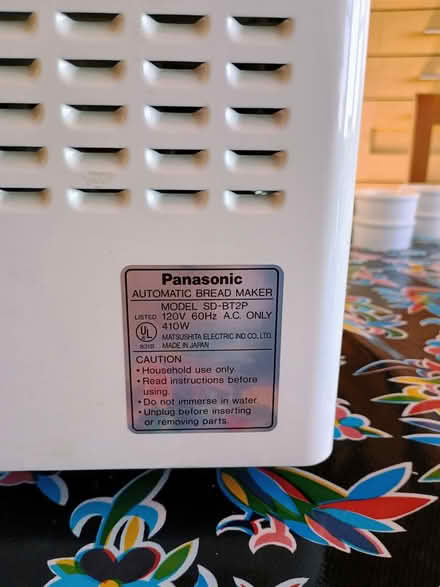 Panasonic
AUTOMATIC BREAD MAKER
MODEL SD-BT2P
LISTED 120V 60Hz A.C. ONLY
UL 410W
MATSUSHITA ELECTRIC IND CO. LTD.
MADE IN JAPAN
CAUTION
• Household use only.
• Read instructions before
using.
• Do not immerse in water.
• Unplug before inserting
or removing parts.